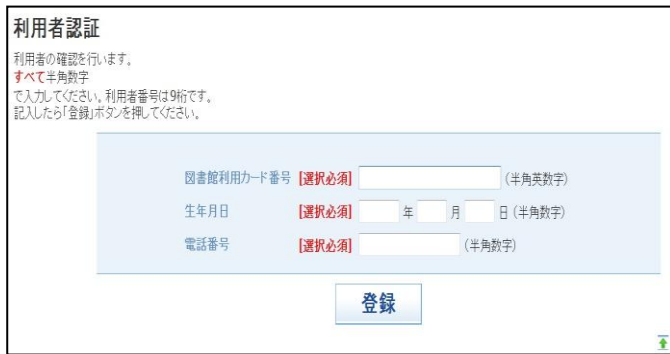 利用者認証
利用者の確認を行います。
すべて半角数字
で入力してください。利用者番号は9桁です。
記入したら「登録」ボタンを押してください。
図書館利用カード番号 [選択必須] (半角英数字)
生年月日 [選択必須] 年 月 日 (半角数字)
電話番号 [選択必須] (半角数字)
登録